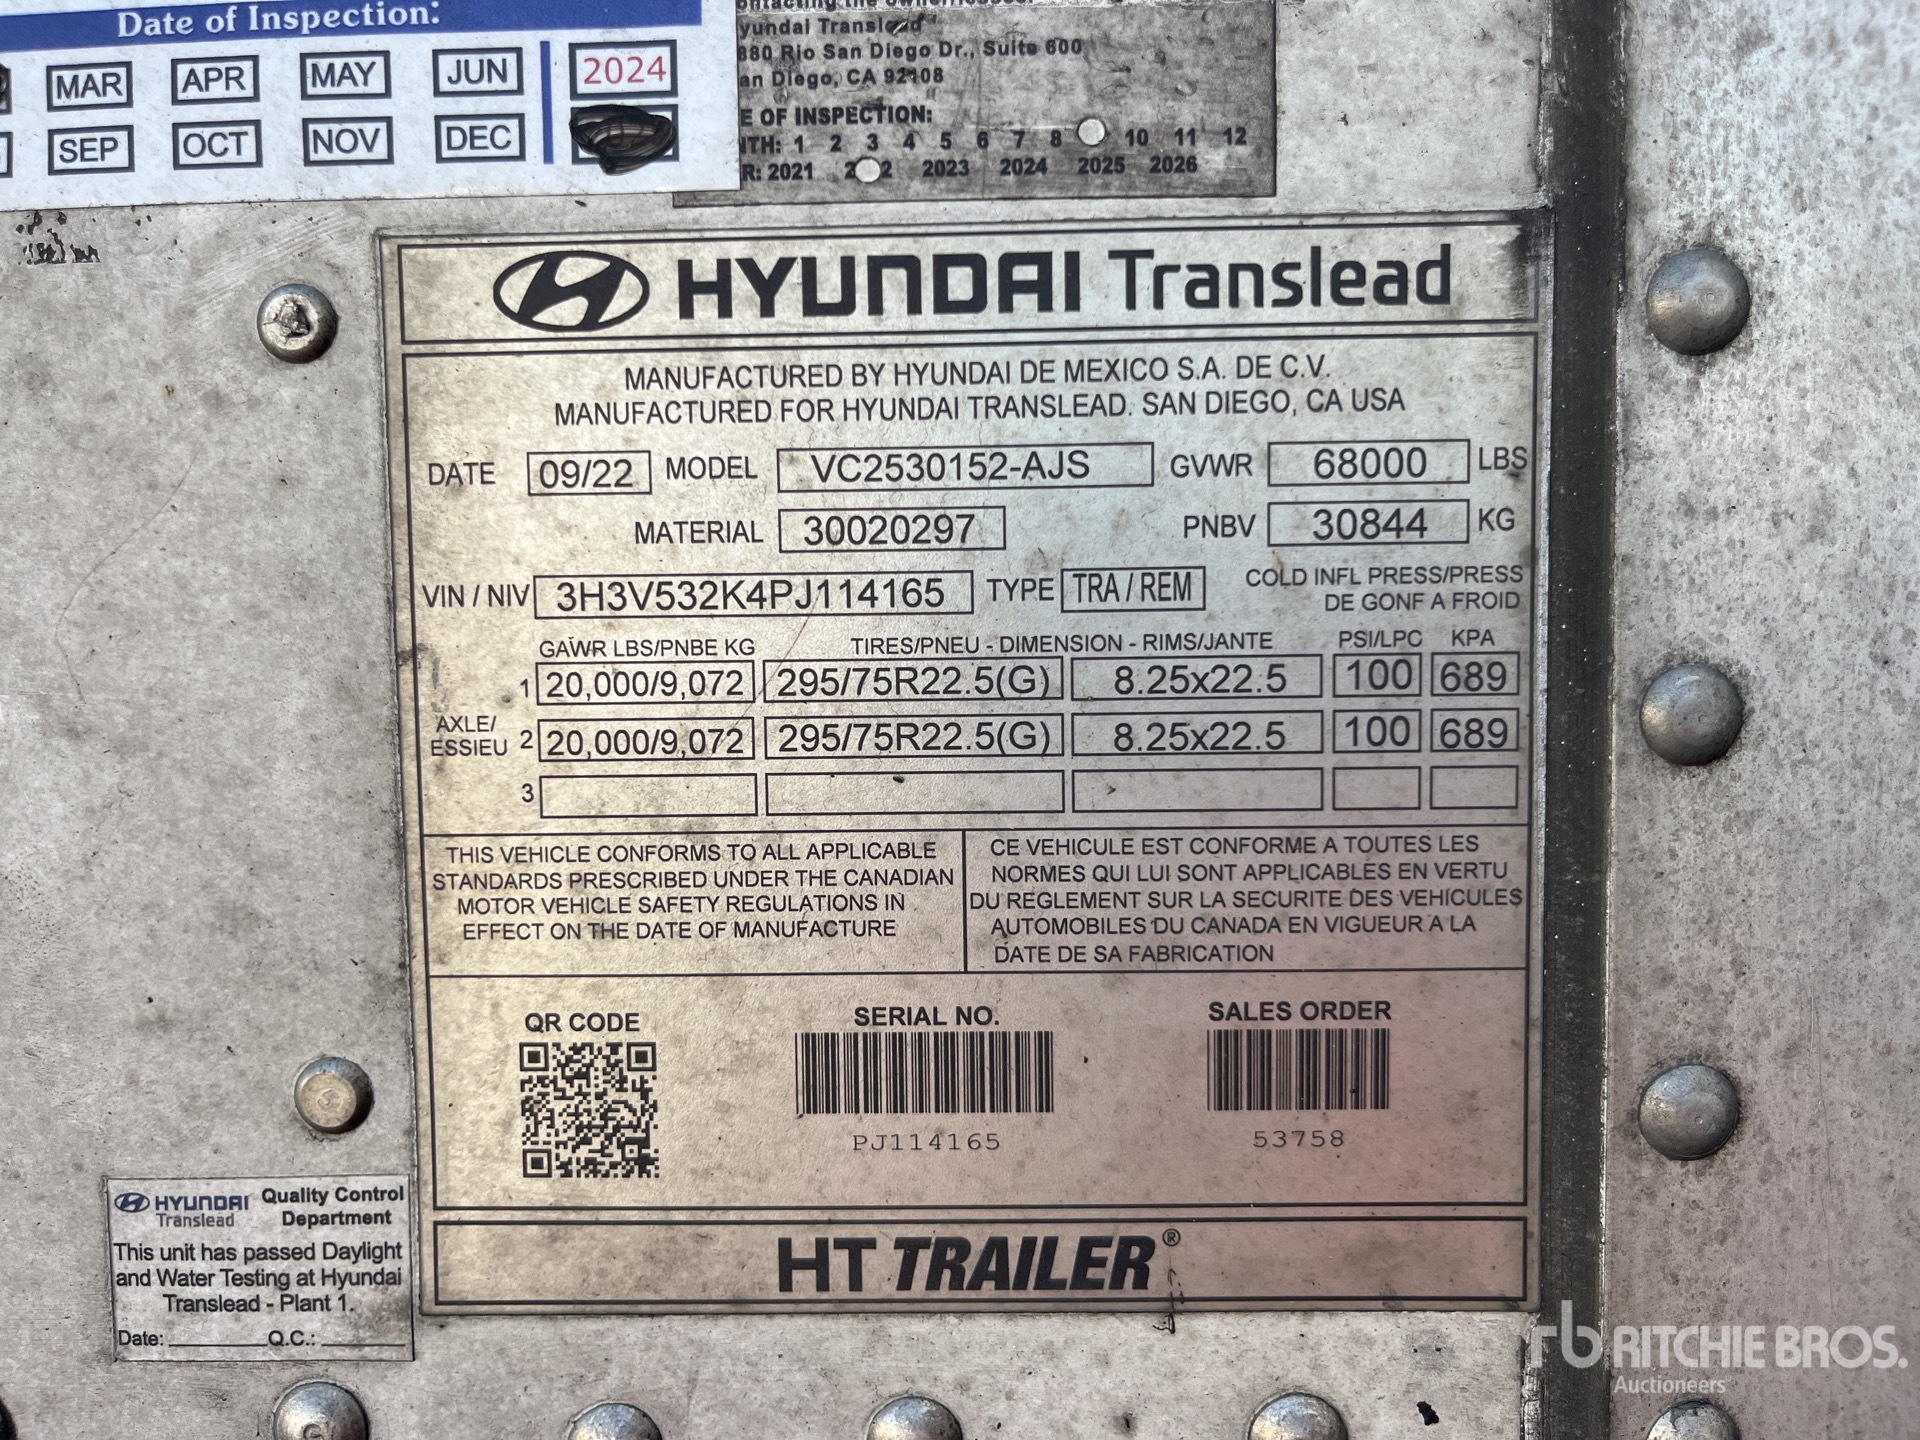 Date of Inspection:
MAR APR MAY JUN 2024
SEP OCT NOV DEC
Hyundai Translead
Rio San Diego Dr., Suite 600
San Diego, CA 92108
OF INSPECTION:
1 2 3 4 5 6 7 8 10 11 12
2021 2023 2024 2025 2026
HYUNDAI Translead
MANUFACTURED BY HYUNDAI DE MEXICO S.A. DE C.V.
MANUFACTURED FOR HYUNDAI TRANSLEAD. SAN DIEGO, CA USA
DATE 09/22 MODEL VC2530152-AJS GVWR 68000 LBS
MATERIAL 30020297 PNBV 30844 KG
VIN / NIV 3H3V532K4PJ114165 TYPE TRA / REM COLD INFL PRESS/PRESS
DE GONF A FROID
GAWR LBS/PNBE KG TIRES/PNEU - DIMENSION - RIMS/JANTE PSI/LPC KPA
1 20,000/9,072 295/75R22.5(G) 8.25x22.5 100 689
AXLE/
ESSIEU 2 20,000/9,072 295/75R22.5(G) 8.25x22.5 100 689
3
THIS VEHICLE CONFORMS TO ALL APPLICABLE
STANDARDS PRESCRIBED UNDER THE CANADIAN
MOTOR VEHICLE SAFETY REGULATIONS IN
EFFECT ON THE DATE OF MANUFACTURE
CE VEHICULE EST CONFORME A TOUTES LES
NORMES QUI LUI SONT APPLICABLES EN VERTU
DU REGLEMENT SUR LA SECURITE DES VEHICULES
AUTOMOBILES DU CANADA EN VIGUEUR A LA
DATE DE SA FABRICATION
QR CODE SERIAL NO. SALES ORDER
PJ114165 53758
HT TRAILER®
HYUNDAI Translead Quality Control
Department
This unit has passed Daylight
and Water Testing at Hyundai
Translead - Plant 1.
Date: Q.C.:
rb RITCHIE BROS.
Auctioneers